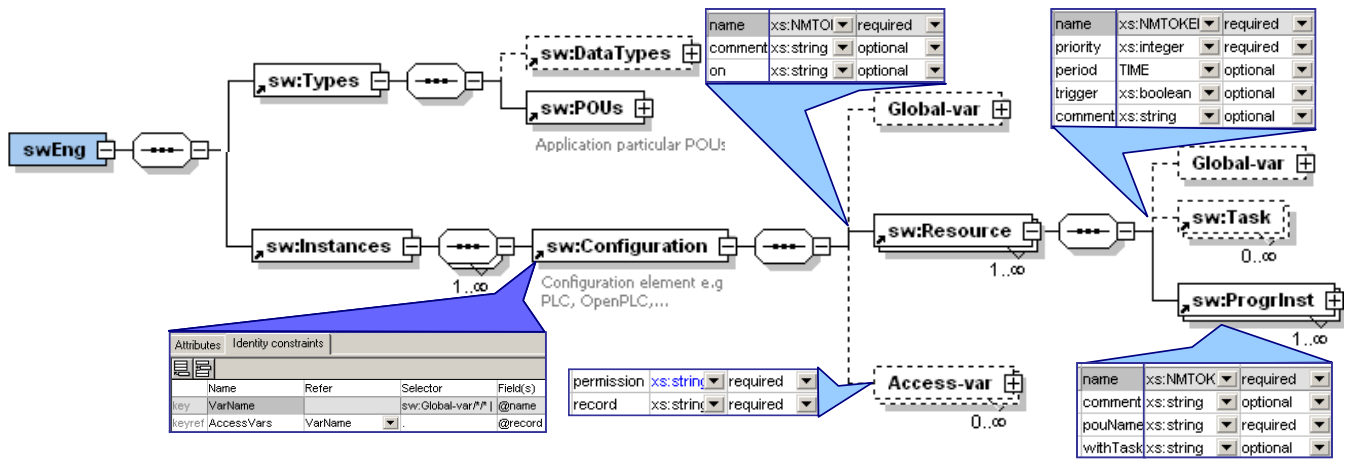 name xs:NMTOI required
comment xs:string optional
on xs:string optional
name xs:NMTOKEI required
priority xs:integer required
period TIME optional
trigger xs:boolean optional
comment xs:string optional
sw:DataTypes
sw:Types
sw:POUs
Application particular POUs
Global-var
swEng
Global-var
sw:Task
0..∞
sw:Instances
1..∞
sw:Configuration
Configuration element e.g
PLC, OpenPLC,...
sw:Resource
1..∞
sw:ProgrInst
1..∞
Attributes Identity constraints
Name Refer Selector Field(s)
key VarName sw:Global-var/*/* | @name
keyref AccessVars VarName . @record
permission xs:string required
record xs:string required
Access-var
0..∞
name xs:NMTOK required
comment xs:string optional
pouName xs:string required
withTask xs:string optional